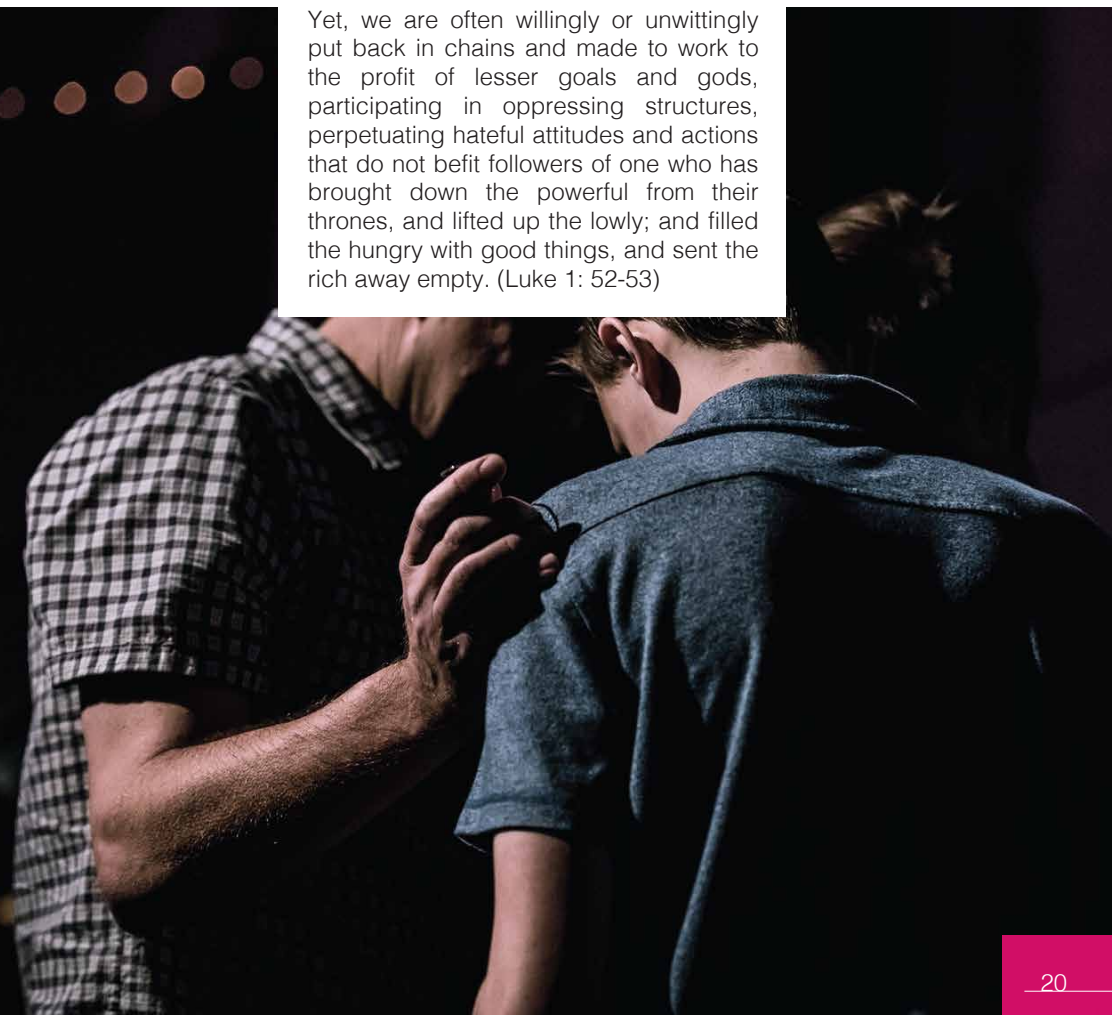 Yet, we are often willingly or unwittingly
put back in chains and made to work to
the profit of lesser goals and gods,
participating in oppressing structures,
perpetuating hateful attitudes and actions
that do not befit followers of one who has
brought down the powerful from their
thrones, and lifted up the lowly; and filled
the hungry with good things, and sent the
rich away empty. (Luke 1: 52-53)
20